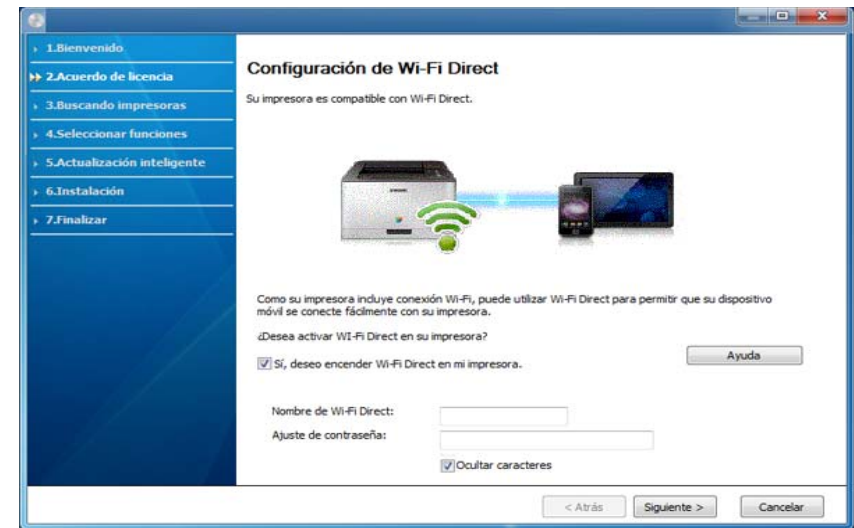 1.Bienvenido
2.Acuerdo de licencia
3.Buscando impresoras
4.Seleccionar funciones
5.Actualización inteligente
6.Instalación
7.Finalizar
Configuración de Wi-Fi Direct
Su impresora es compatible con Wi-Fi Direct.
Como su impresora incluye conexión Wi-Fi, puede utilizar Wi-Fi Direct para permitir que su dispositivo
móvil se conecte fácilmente con su impresora.
¿Desea activar WI-Fi Direct en su impresora?
Sí, deseo encender Wi-Fi Direct en mi impresora.
Ayuda
Nombre de Wi-Fi Direct:
Ajuste de contraseña:
Ocultar caracteres
< Atrás
Siguiente >
Cancelar